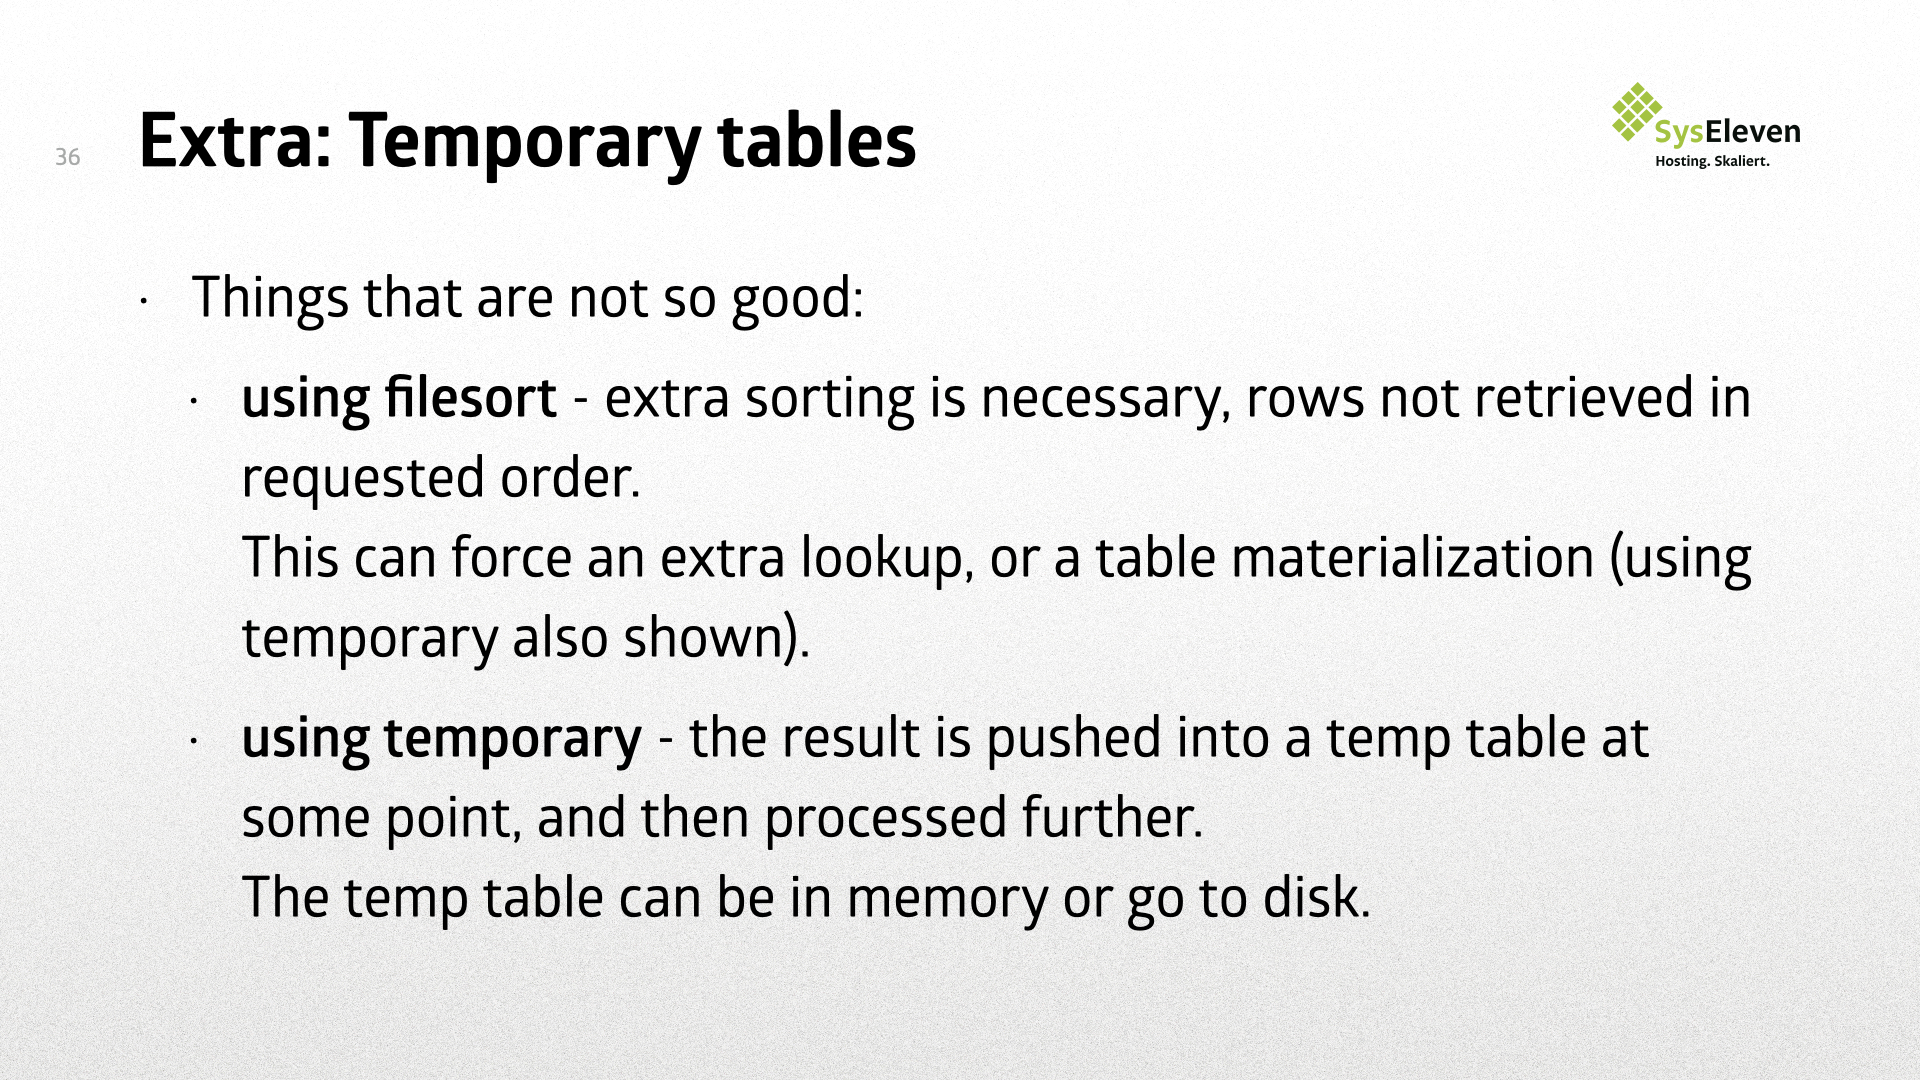 36
Extra: Temporary tables
SysEleven
Hosting. Skaliert.
· Things that are not so good:
· using filesort - extra sorting is necessary, rows not retrieved in
requested order.
This can force an extra lookup, or a table materialization (using
temporary also shown).
· using temporary - the result is pushed into a temp table at
some point, and then processed further.
The temp table can be in memory or go to disk.